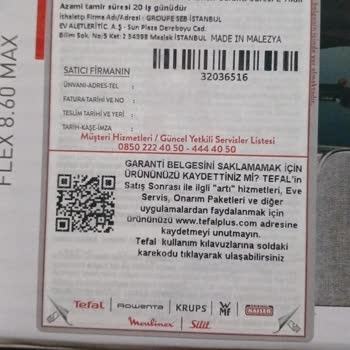 Azami tamir süresi 20 iş günüdür
İthalatçı Firma Adı/Adresi - GROUPE SEB İSTANBUL
EV ALETLERİ TİC. A.Ş - Sun Plaza Dereboyu Cad.
Bilim Sok. No:5 Kat: 2 34398 Maslak İSTANBUL MADE IN MALEZYA
32036516
SATICI FİRMANIN
ÜNVANI-ADRES-TEL :
FATURA TARİHİ VE NO :
TESLİM TARİHİ VE YERİ :
TARİH-KAŞE-İMZA :
Müşteri Hizmetleri / Güncel Yetkili Servisler Listesi
0850 222 40 50 - 444 40 50
GARANTİ BELGESİNİ SAKLAMAMAK İÇİN
ÜRÜNÜNÜZÜ KAYDETTİNİZ Mİ? TEFAL'in
Satış Sonrası ile ilgili "artı" hizmetleri, Eve
Servis, Onarım Paketleri ve diğer
uygulamalardan faydalanmak için
ürününüzü www.tefalplus.com adresine
kaydetmeyi unutmayın.
Tefal kullanım kılavuzlarına soldaki
karekodu tıklayarak ulaşabilirsiniz
Tefal ROWENTA KRUPS WMF KAISER
Moulinex Silit
FLEX 8.60 MAX